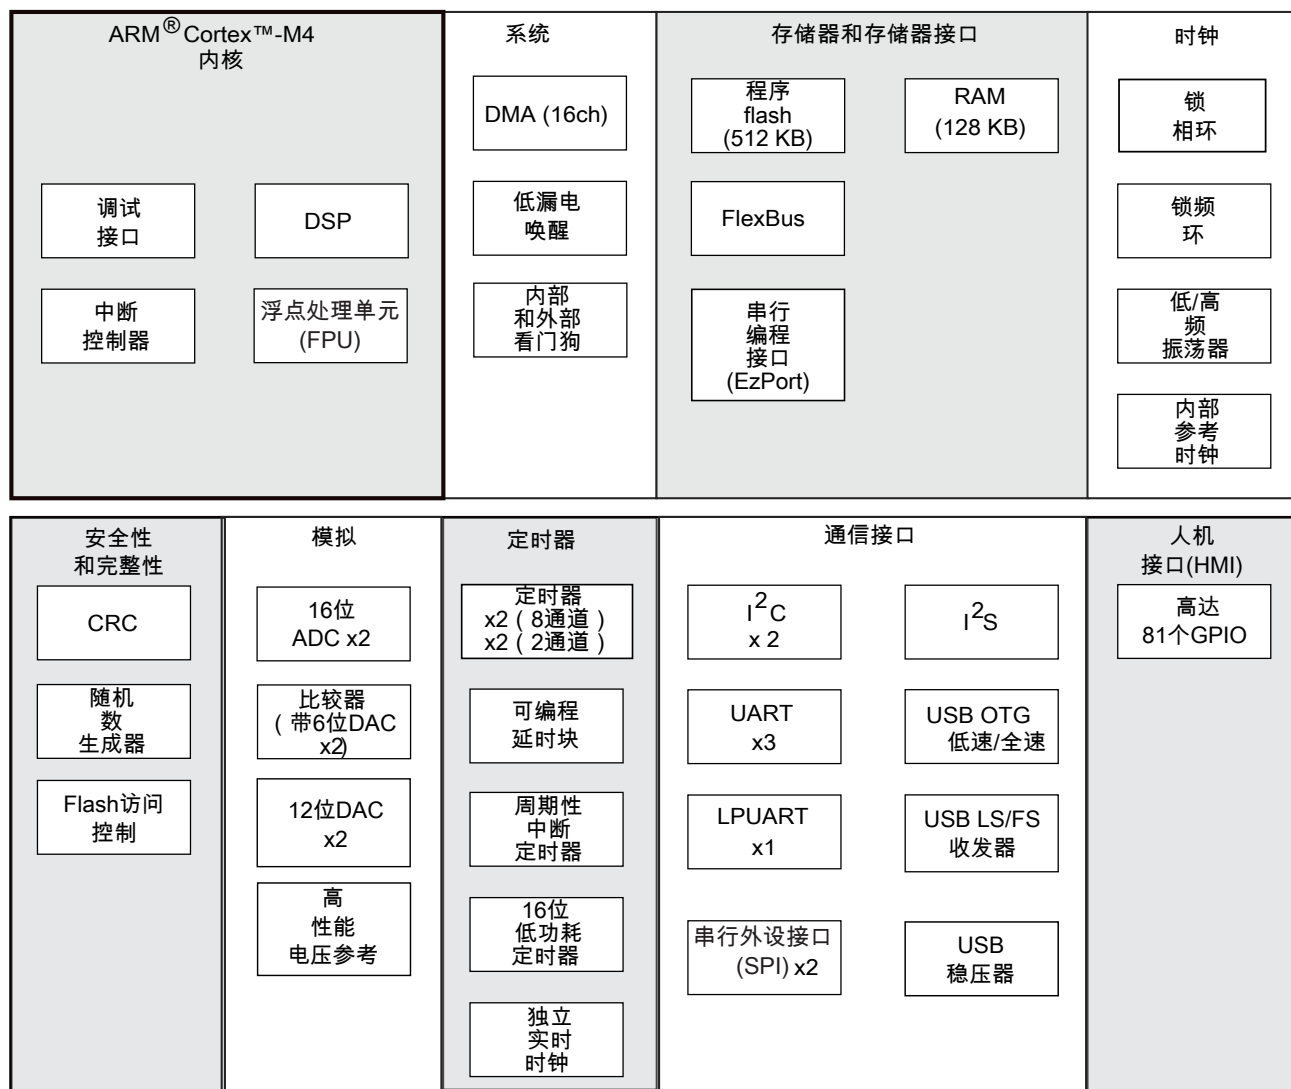 ARM®Cortex™-M4
内核
调试
接口
DSP
中断
控制器
浮点处理单元
(FPU)
系统
DMA (16ch)
低漏电
唤醒
内部
和外部
看门狗
存储器和存储器接口
程序
flash
(512 KB)
RAM
(128 KB)
FlexBus
串行
编程
接口
(EzPort)
时钟
锁
相环
锁频
环
低/高
频
振荡器
内部
参考
时钟
安全性
和完整性
CRC
随机
数
生成器
Flash访问
控制
模拟
16位
ADC x2
比较器
( 带6位DAC
x2)
12位DAC
x2
高
性能
电压参考
定时器
定时器
x2 ( 8通道 )
x2 ( 2通道 )
可编程
延时块
周期性
中断
定时器
16位
低功耗
定时器
独立
实时
时钟
通信接口
I²C
x 2
I²S
UART
x3
USB OTG
低速/全速
LPUART
x1
USB LS/FS
收发器
串行外设接口
(SPI) x2
USB
稳压器
人机
接口(HMI)
高达
81个GPIO